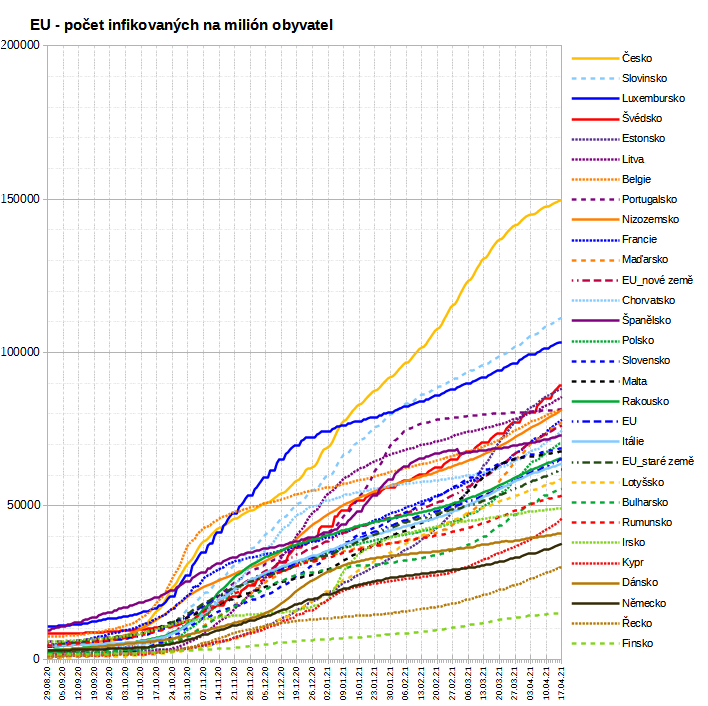 EU - počet infikovaných na milión obyvatel
200000
150000
100000
50000
0
29.08.20
05.09.20
12.09.20
19.09.20
26.09.20
03.10.20
10.10.20
17.10.20
24.10.20
31.10.20
07.11.20
14.11.20
21.11.20
28.11.20
05.12.20
12.12.20
19.12.20
26.12.20
02.01.21
09.01.21
16.01.21
23.01.21
30.01.21
06.02.21
13.02.21
20.02.21
27.02.21
06.03.21
13.03.21
20.03.21
27.03.21
03.04.21
10.04.21
17.04.21
Česko
Slovinsko
Luxembursko
Švédsko
Estonsko
Litva
Belgie
Portugalsko
Nizozemsko
Francie
Maďarsko
EU_nové země
Chorvatsko
Španělsko
Polsko
Slovensko
Malta
Rakousko
EU
Itálie
EU_staré země
Lotyšsko
Bulharsko
Rumunsko
Irsko
Kypr
Dánsko
Německo
Řecko
Finsko